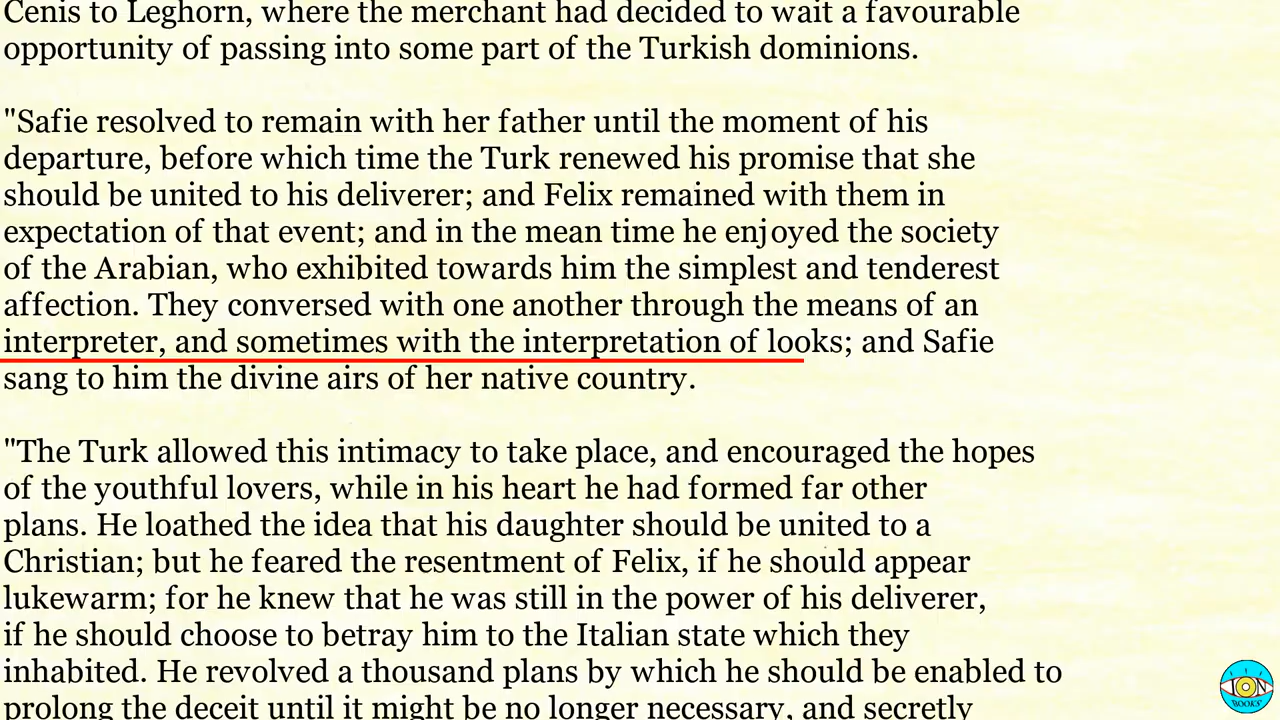 Cenis to Leghorn, where the merchant had decided to wait a favourable
opportunity of passing into some part of the Turkish dominions.
"Safie resolved to remain with her father until the moment of his
departure, before which time the Turk renewed his promise that she
should be united to his deliverer; and Felix remained with them in
expectation of that event; and in the mean time he enjoyed the society
of the Arabian, who exhibited towards him the simplest and tenderest
affection. They conversed with one another through the means of an
interpreter, and sometimes with the interpretation of looks; and Safie
sang to him the divine airs of her native country.
"The Turk allowed this intimacy to take place, and encouraged the hopes
of the youthful lovers, while in his heart he had formed far other
plans. He loathed the idea that his daughter should be united to a
Christian; but he feared the resentment of Felix, if he should appear
lukewarm; for he knew that he was still in the power of his deliverer,
if he should choose to betray him to the Italian state which they
inhabited. He revolved a thousand plans by which he should be enabled to
prolong the deceit until it might be no longer necessary, and secretly
ION
BOOKS